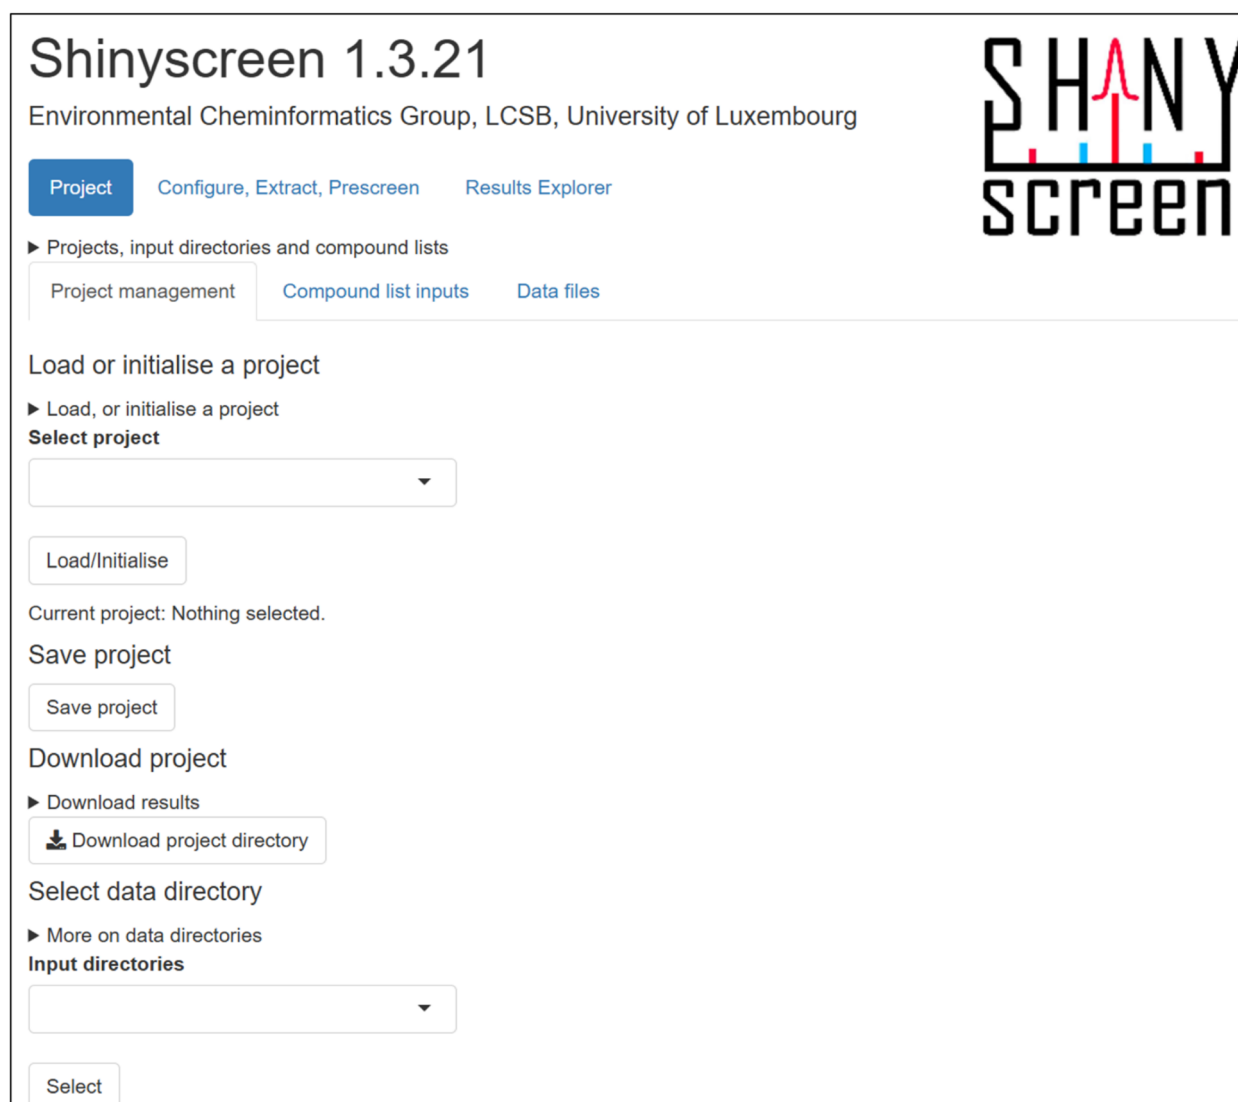 Shinyscreen 1.3.21
SHINY
screen
Environmental Cheminformatics Group, LCSB, University of Luxembourg
Project Configure, Extract, Prescreen Results Explorer
Projects, input directories and compound lists
Project management Compound list inputs Data files
Load or initialise a project
Load, or initialise a project
Select project
Load/Initialise
Current project: Nothing selected.
Save project
Save project
Download project
Download results
Download project directory
Select data directory
More on data directories
Input directories
Select